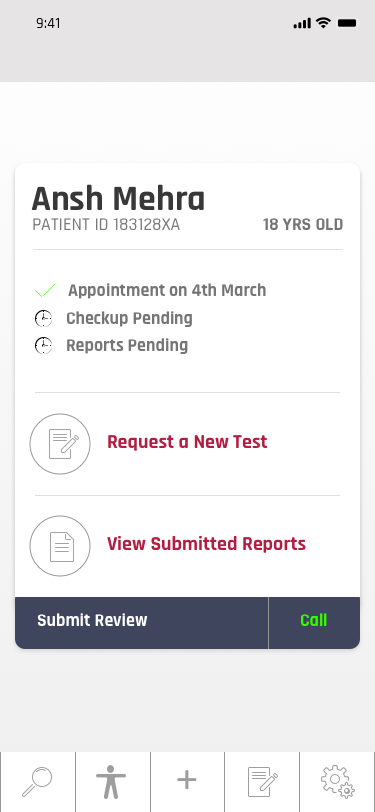 9:41
Ansh Mehra
PATIENT ID 183128XA 18 YRS OLD
Appointment on 4th March
Checkup Pending
Reports Pending
Request a New Test
View Submitted Reports
Submit Review Call